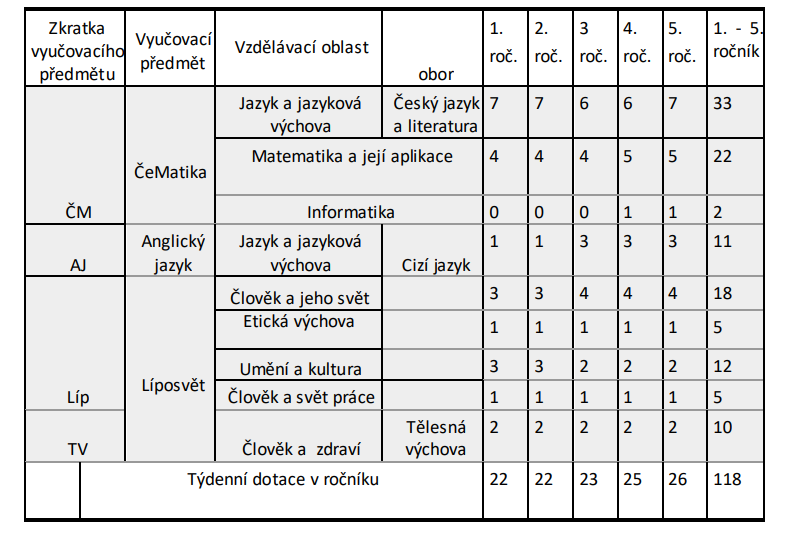 Zkratka vyučovacího předmětu Vyučovací předmět Vzdělávací oblast obor 1. roč. 2. roč. 3 roč. 4. roč. 5. roč. 1. - 5. ročník
ČM ČeMatika Jazyk a jazyková výchova Český jazyk a literatura 7 7 6 6 7 33
Matematika a její aplikace 4 4 4 5 5 22
Informatika 0 0 0 1 1 2
AJ Anglický jazyk Jazyk a jazyková výchova Cizí jazyk 1 1 3 3 3 11
Líp Líposvět Člověk a jeho svět 3 3 4 4 4 18
Etická výchova 1 1 1 1 1 5
Umění a kultura 3 3 2 2 2 12
Člověk a svět práce 1 1 1 1 1 5
TV Člověk a zdraví Tělesná výchova 2 2 2 2 2 10
Týdenní dotace v ročníku 22 22 23 25 26 118